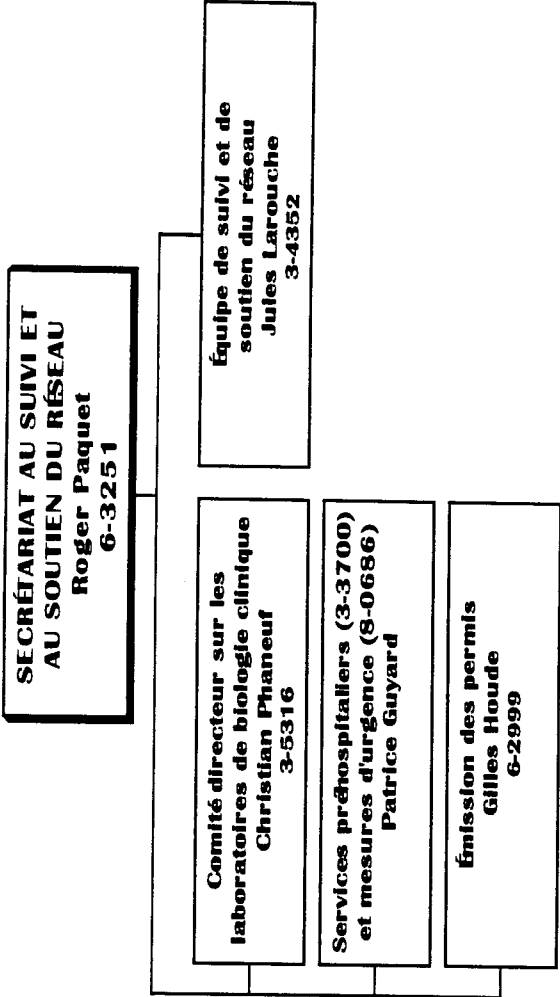 SECRÉTARIAT AU SUIVI ET
AU SOUTIEN DU RÉSEAU
Roger Paquet
6-3251
Comité directeur sur les
laboratoires de biologie clinique
Christian Phaneuf
3-5316
Services préhospitaliers (3-3700)
et mesures d'urgence (8-0686)
Patrice Guyard
Émission des permis
Gilles Houde
6-2999
Équipe de suivi et de
soutien du réseau
Jules Larouche
3-4352